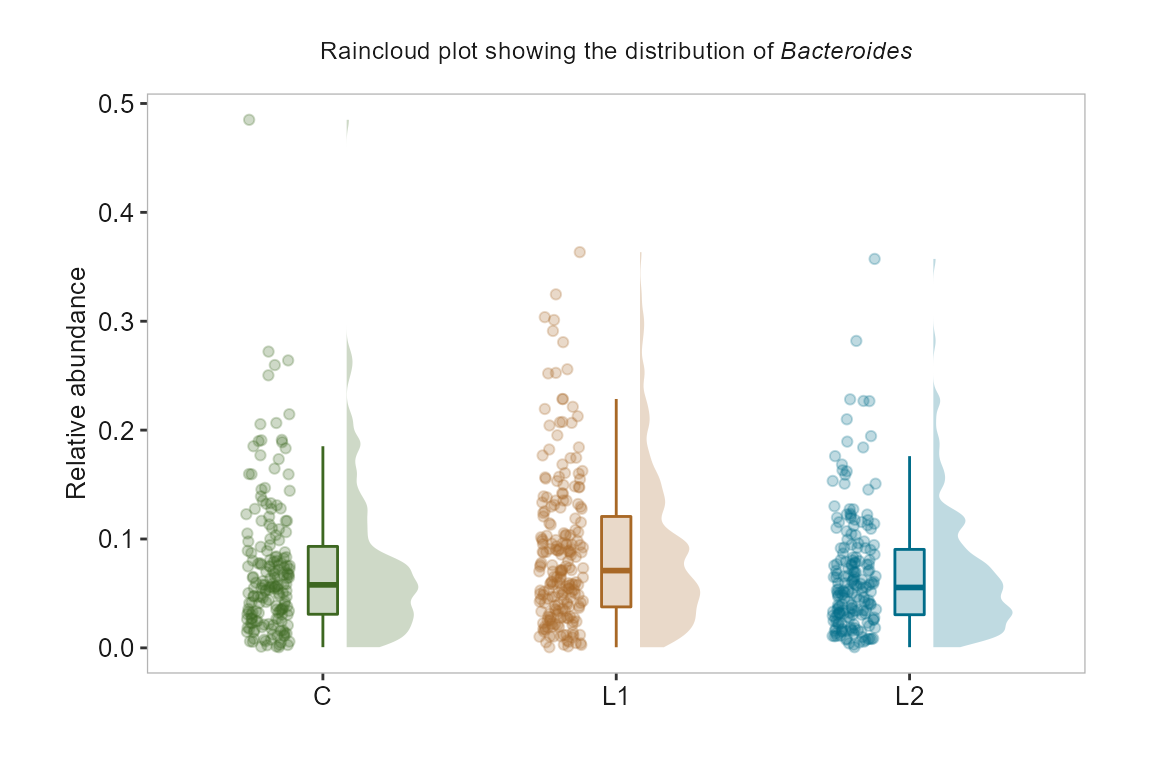 Raincloud plot showing the distribution of Bacteroides
0.5
0.4
0.3
0.2
0.1
0.0
Relative abundance
C
L1
L2